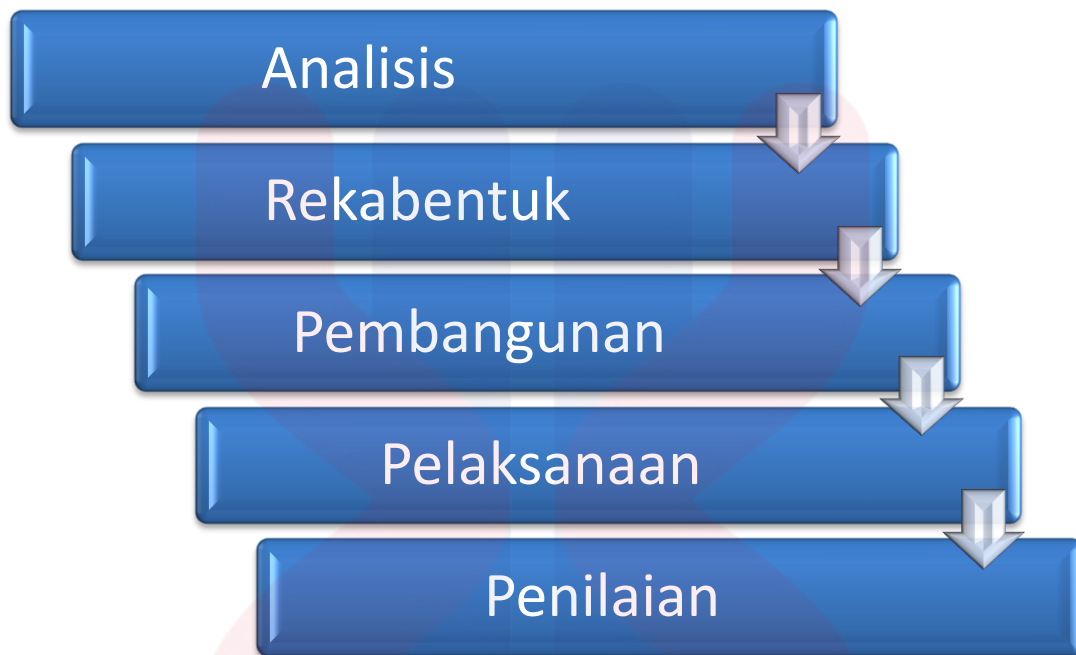 Analisis
Rekabentuk
Pembangunan
Pelaksanaan
Penilaian